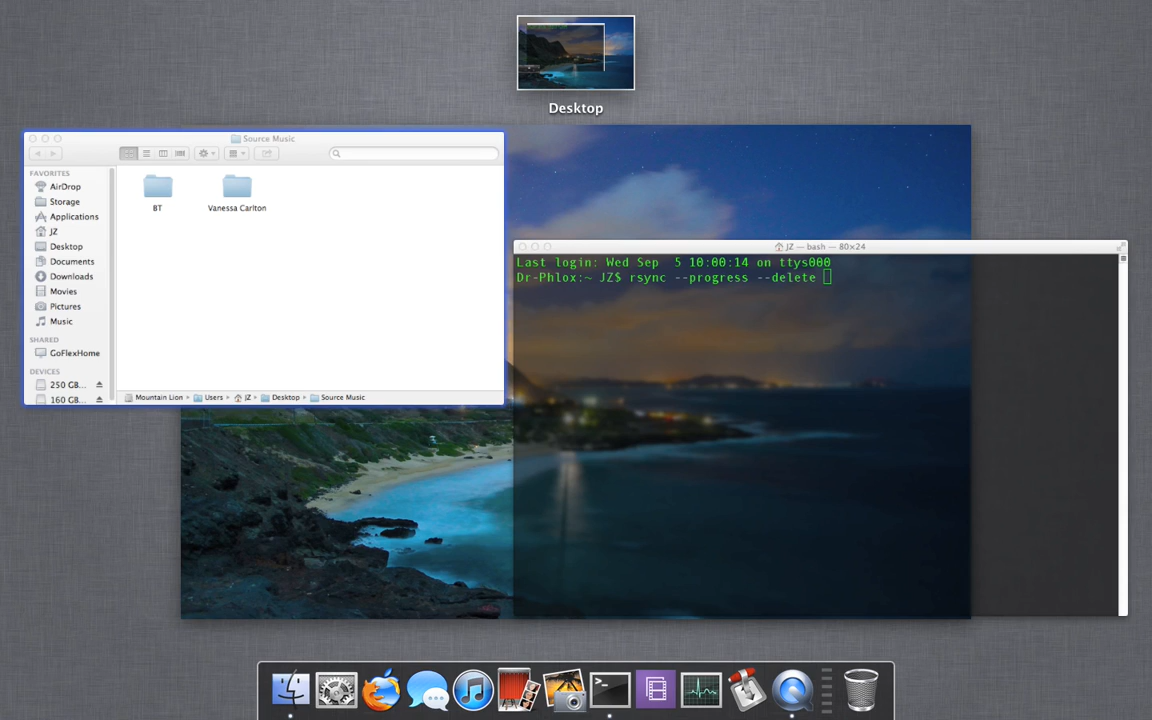 Desktop
Source Music
FAVORITES
AirDrop
Storage
Applications
JZ
Desktop
Documents
Downloads
Movies
Pictures
Music
SHARED
GoFlexHome
DEVICES
250 GB...
160 GB...
BT
Vanessa Carlton
Mountain Lion ▸ Users ▸ JZ ▸ Desktop ▸ Source Music
JZ — bash — 80×24
Last login: Wed Sep  5 10:00:14 on ttys000
Dr-Phlox:~ JZ$ rsync --progress --delete